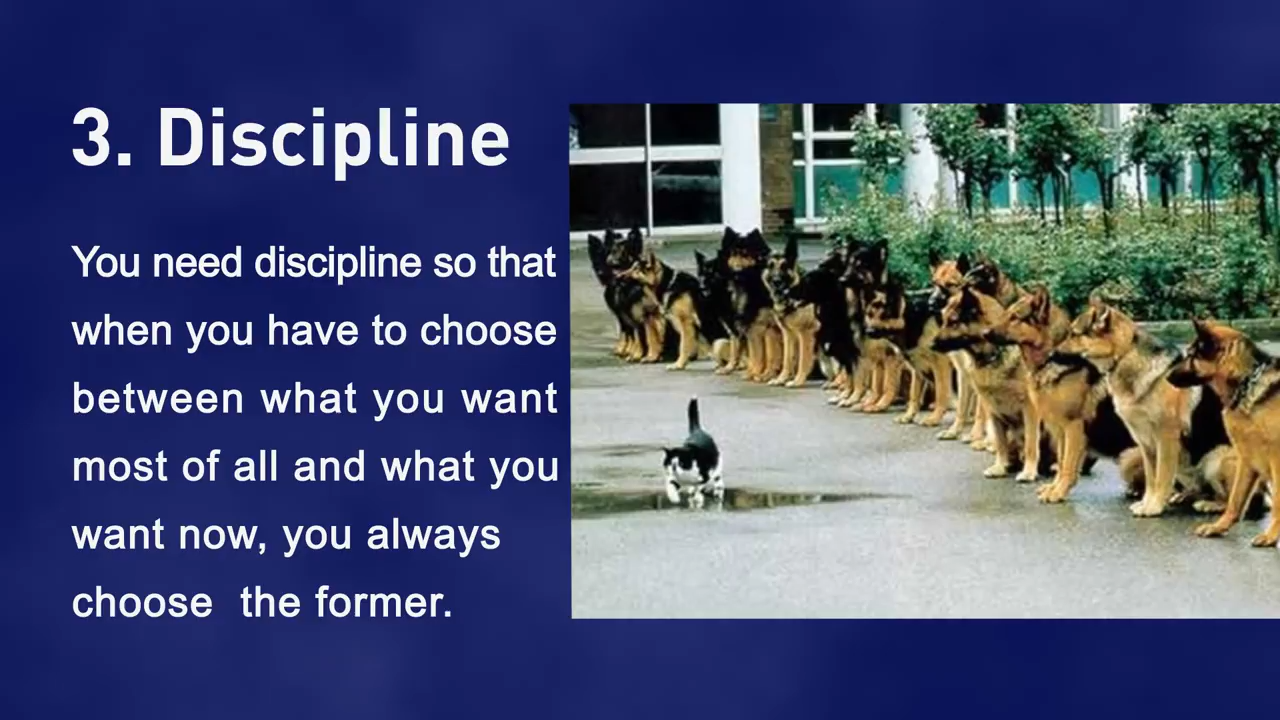 3. Discipline
You need discipline so that
when you have to choose
between what you want
most of all and what you
want now, you always
choose  the former.